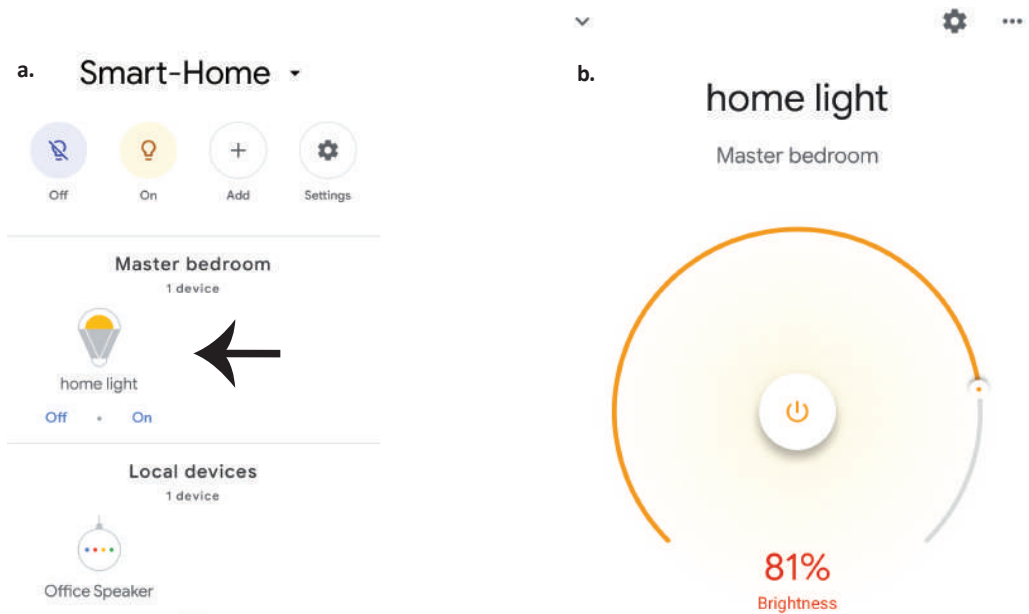 a.
Smart-Home
Off
On
Add
Settings
Master bedroom
1 device
home light
Off • On
Local devices
1 device
Office Speaker
b.
home light
Master bedroom
81%
Brightness